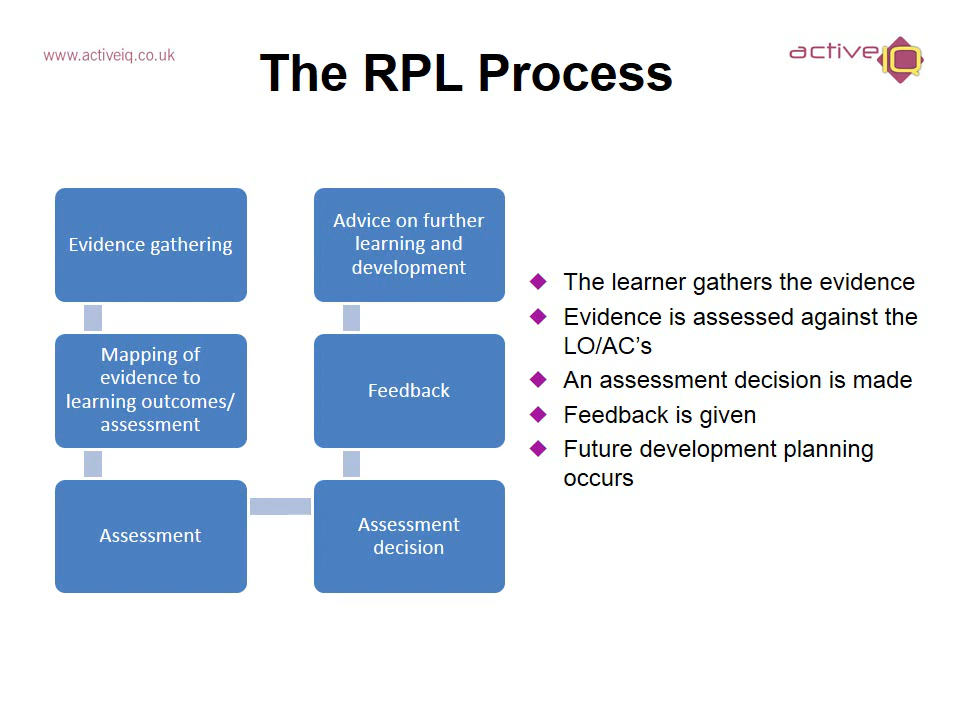 www.activeiq.co.uk
The RPL Process
active IQ
Evidence gathering
Mapping of
evidence to
learning outcomes/
assessment
Assessment
Assessment
decision
Feedback
Advice on further
learning and
development
The learner gathers the evidence
Evidence is assessed against the
LO/AC’s
An assessment decision is made
Feedback is given
Future development planning
occurs